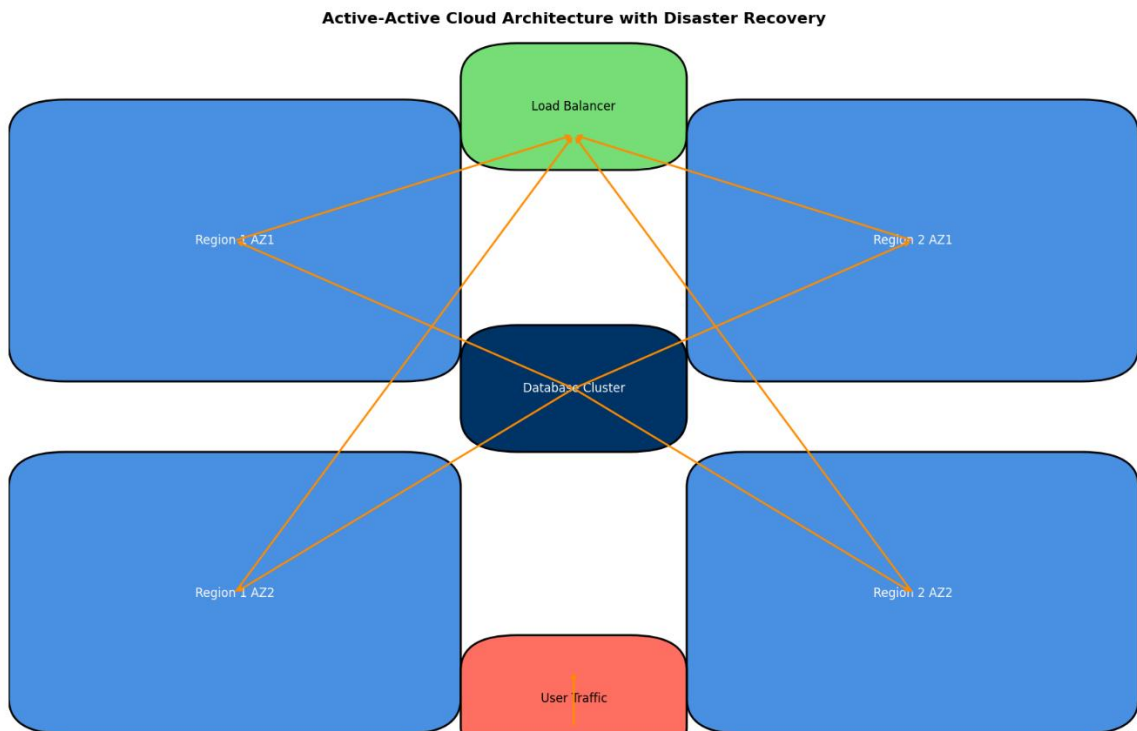 Active-Active Cloud Architecture with Disaster Recovery
Load Balancer
Region 1 AZ1
Region 2 AZ1
Database Cluster
Region 1 AZ2
Region 2 AZ2
User Traffic